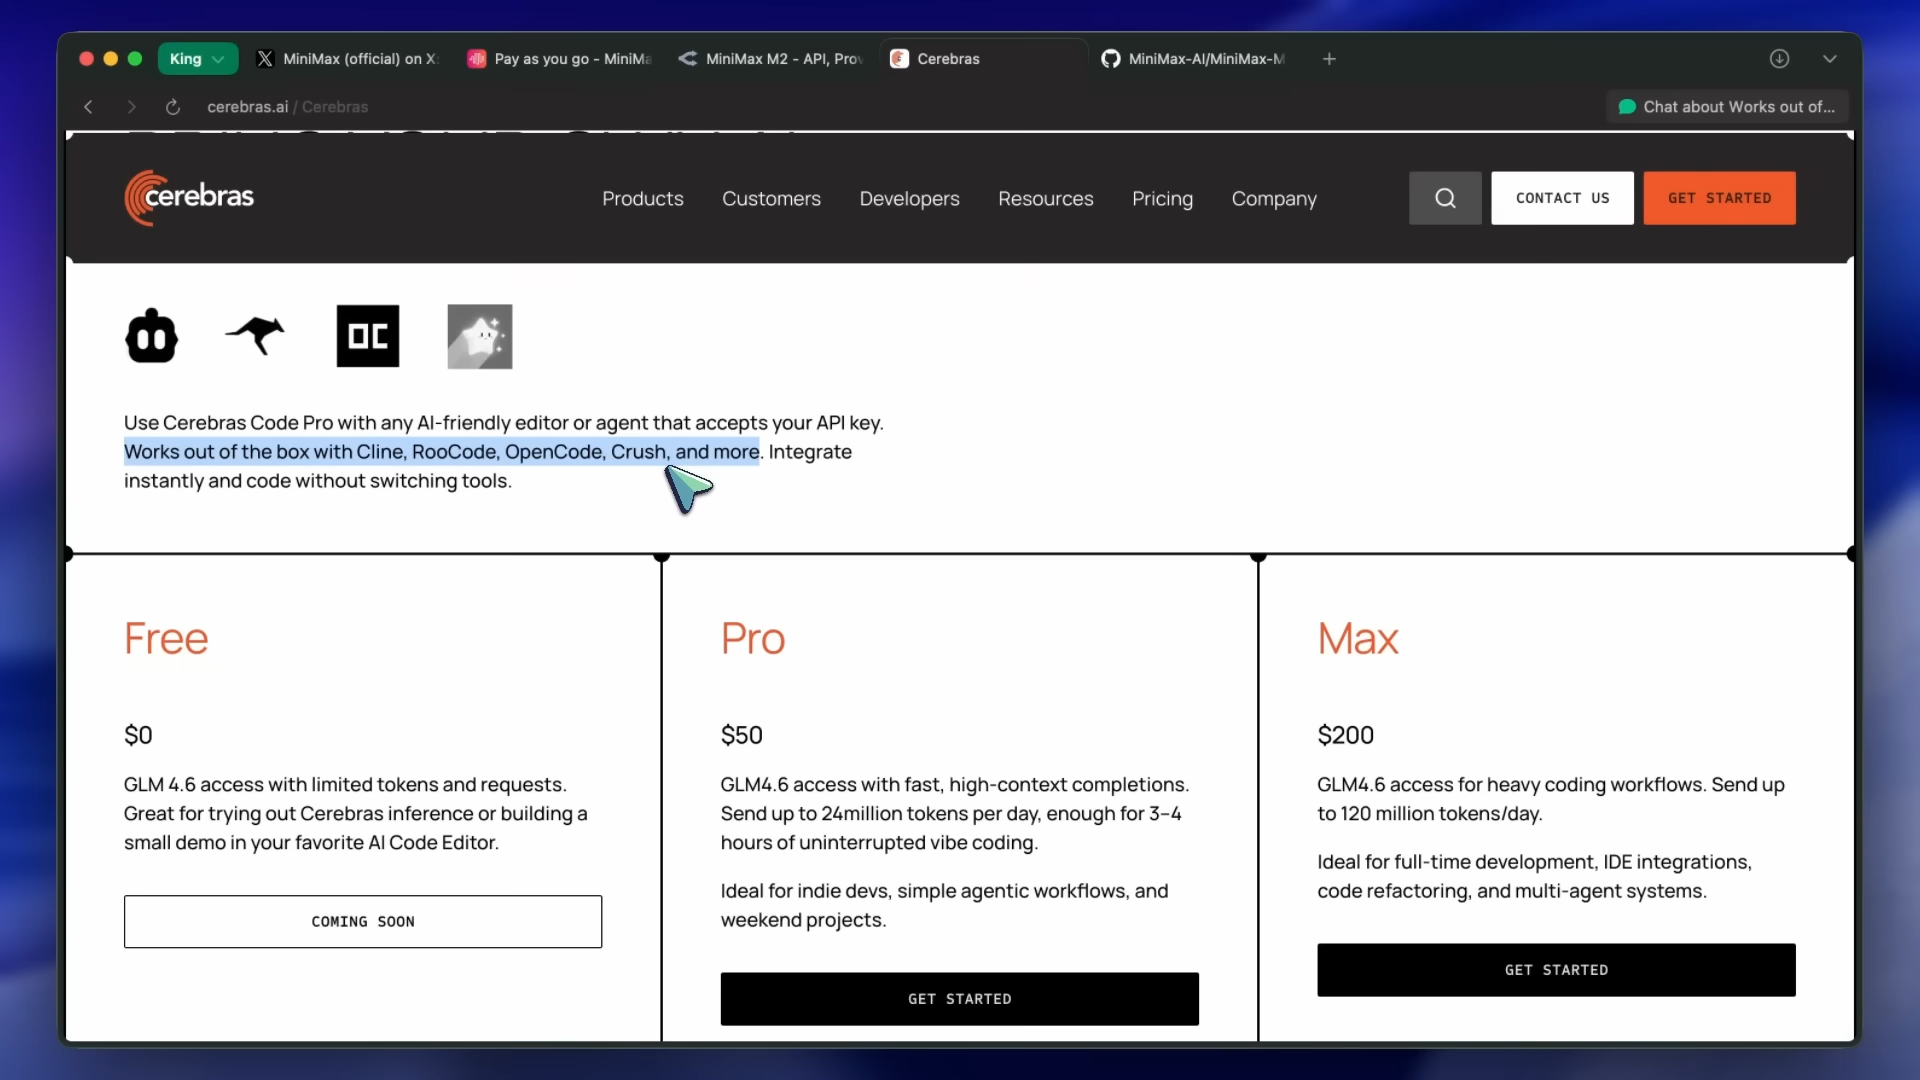 King
MiniMax (official) on X:
Pay as you go - MiniMa
MiniMax M2 - API, Prov
Cerebras
MiniMax-AI/MiniMax-M
cerebras.ai / Cerebras
Chat about Works out of...
cerebras
Products
Customers
Developers
Resources
Pricing
Company
CONTACT US
GET STARTED
OC
Use Cerebras Code Pro with any AI-friendly editor or agent that accepts your API key.
Works out of the box with Cline, RooCode, OpenCode, Crush, and more. Integrate
instantly and code without switching tools.
Free
$0
GLM 4.6 access with limited tokens and requests.
Great for trying out Cerebras inference or building a
small demo in your favorite AI Code Editor.
COMING SOON
Pro
$50
GLM4.6 access with fast, high-context completions.
Send up to 24million tokens per day, enough for 3–4
hours of uninterrupted vibe coding.
Ideal for indie devs, simple agentic workflows, and
weekend projects.
GET STARTED
Max
$200
GLM4.6 access for heavy coding workflows. Send up
to 120 million tokens/day.
Ideal for full-time development, IDE integrations,
code refactoring, and multi-agent systems.
GET STARTED